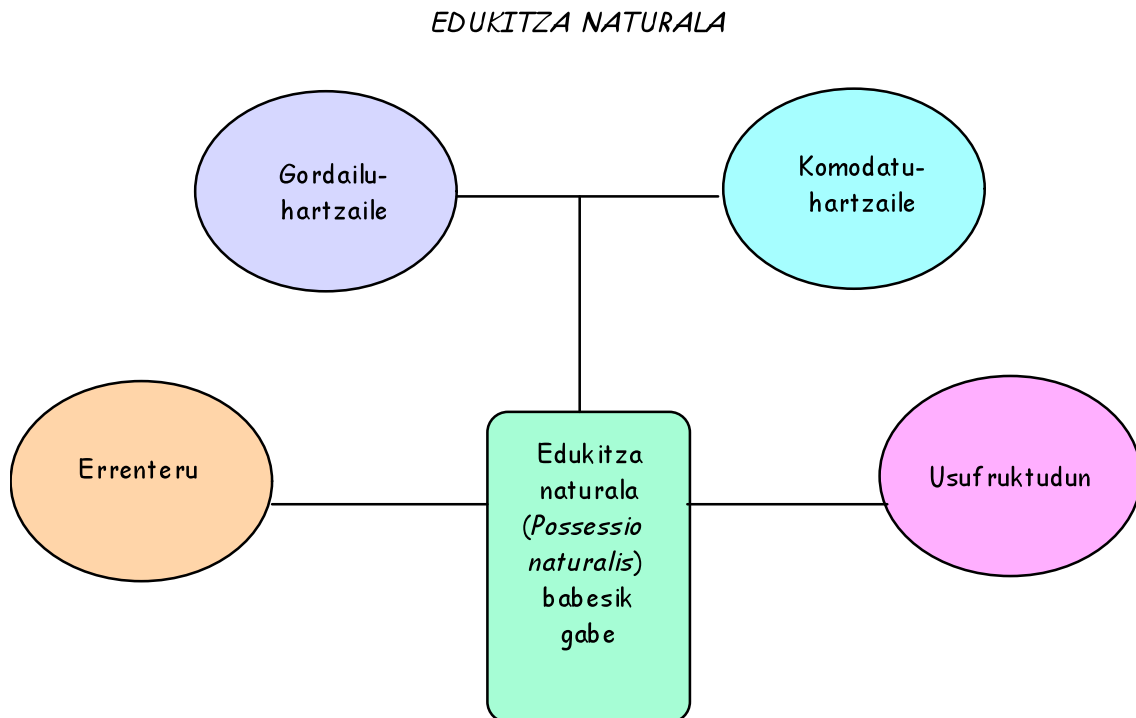 EDUKITZA NATURALA
Gordailu-
hartzaile
Komodatu-
hartzaile
Errenteru
Edukitza
naturala
(Possessio
naturalis)
babesik
gabe
Usufruktudun